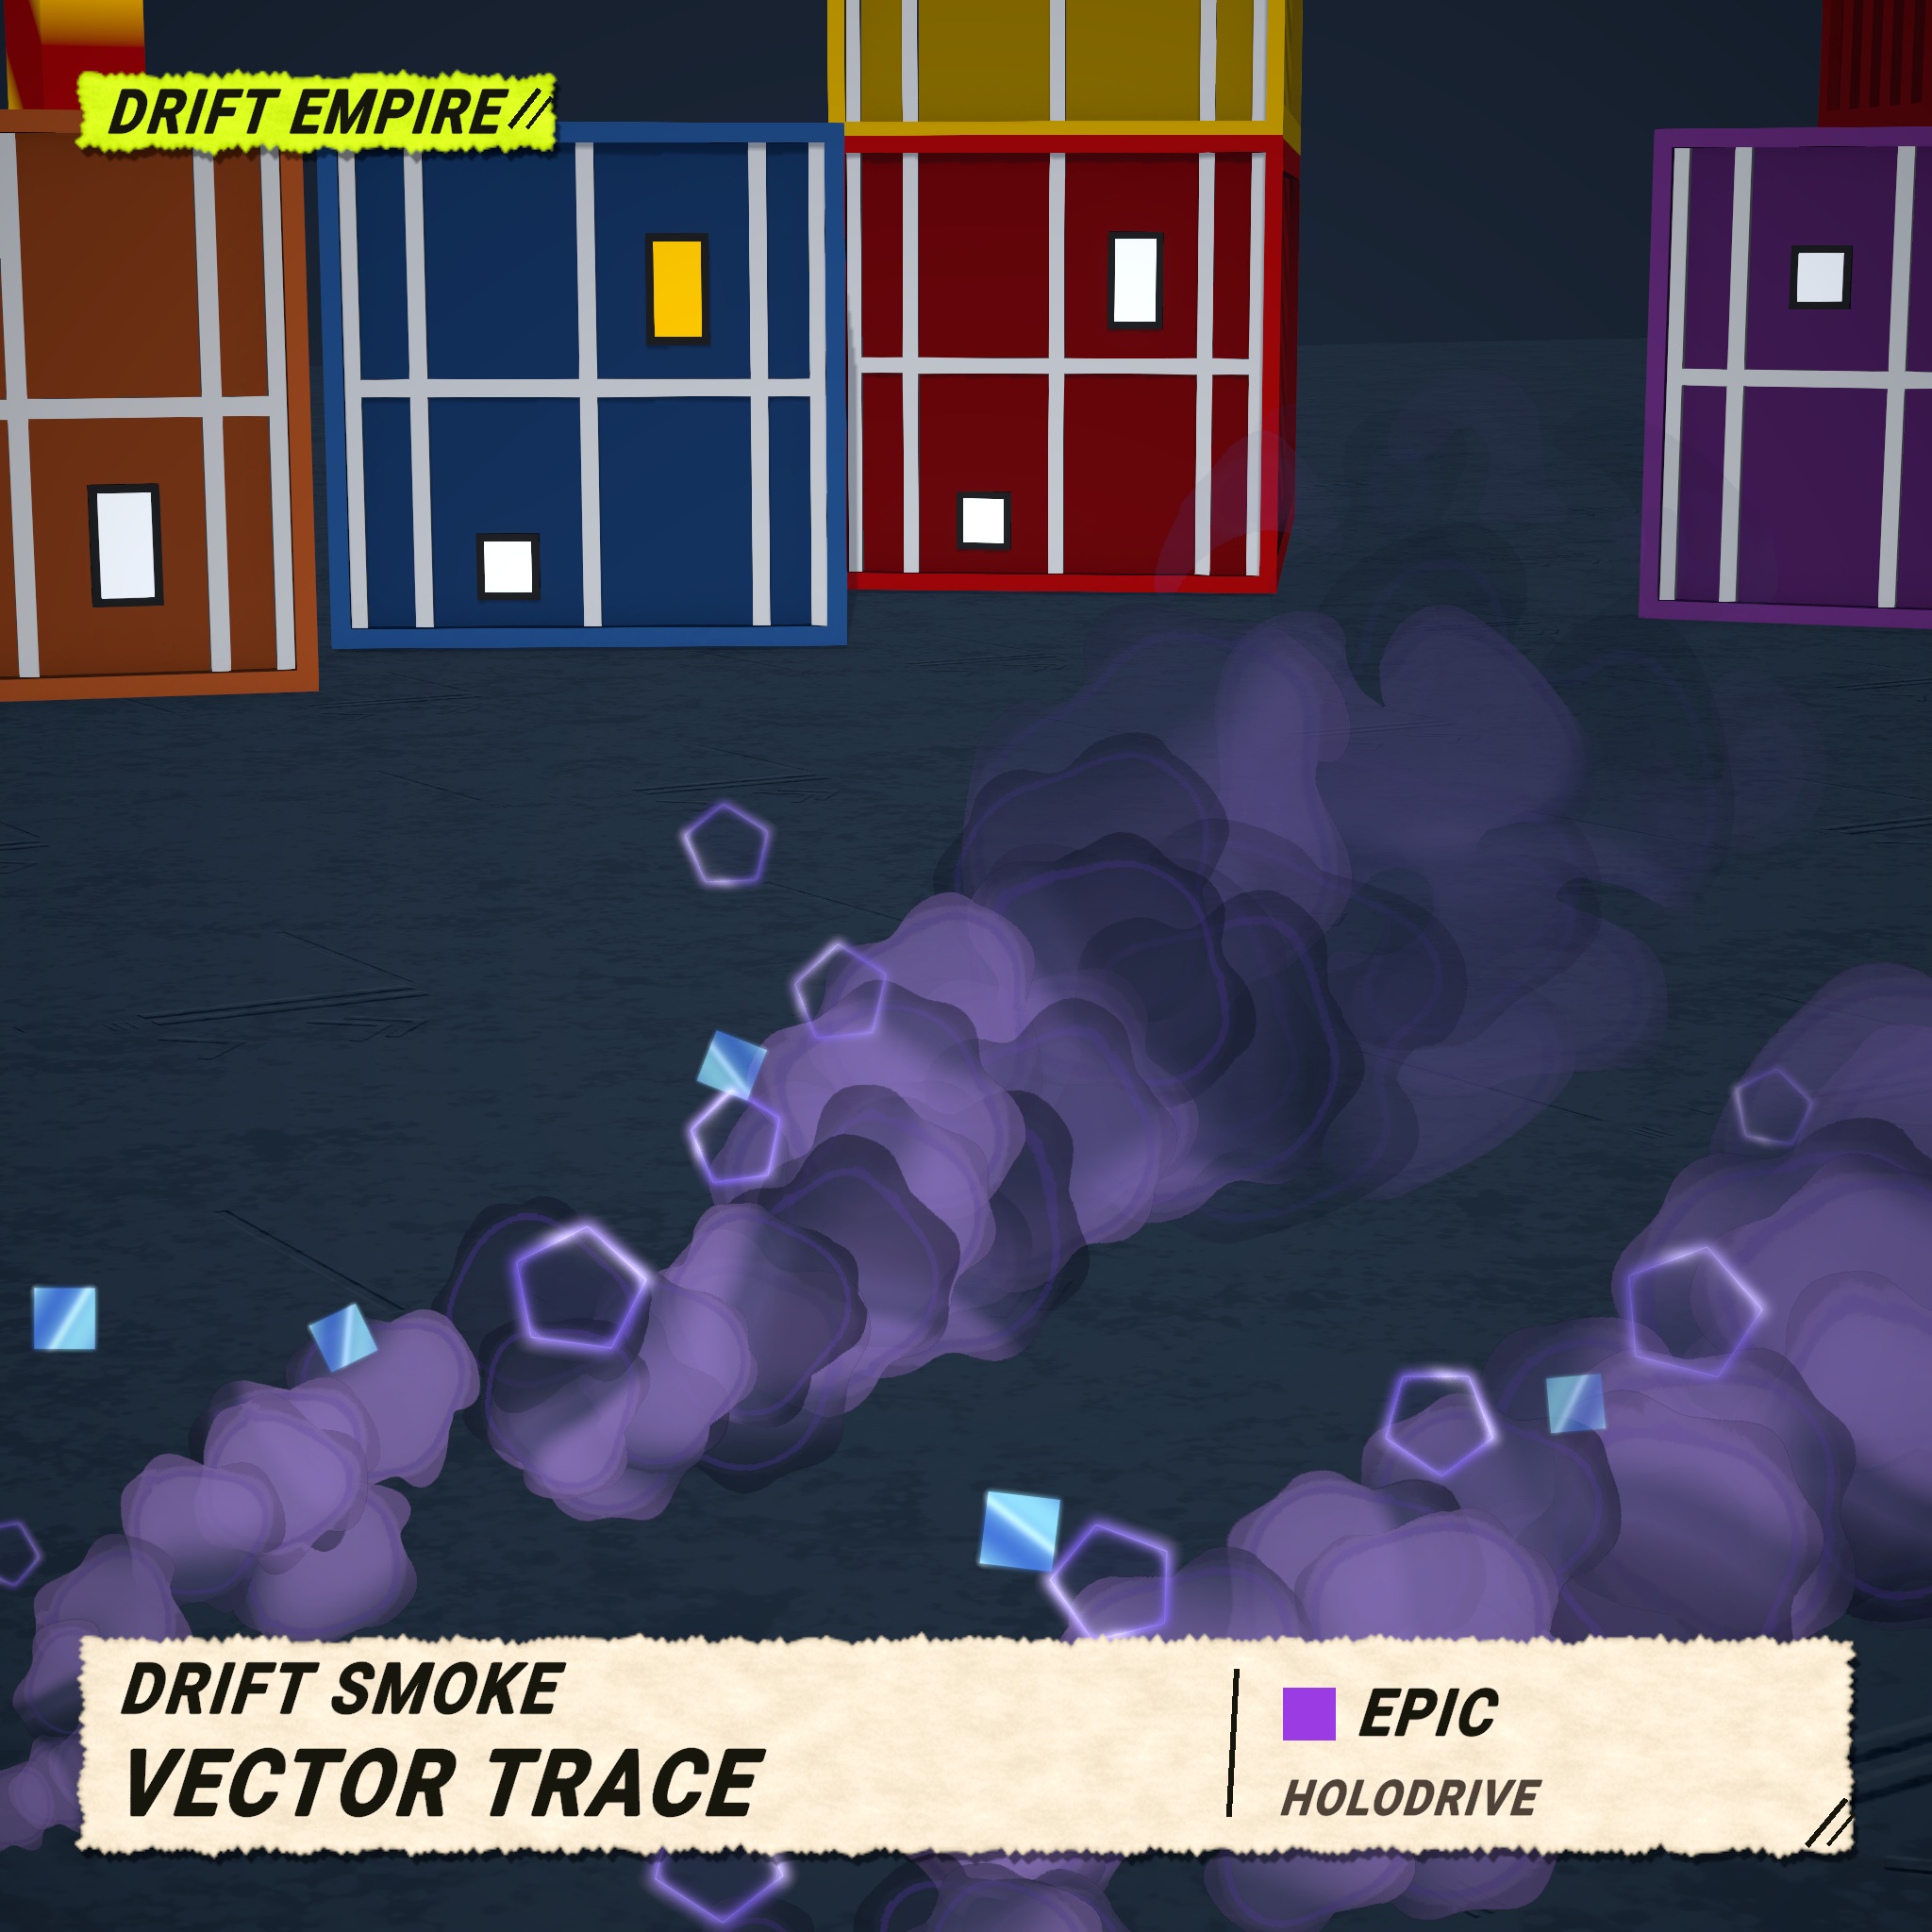 DRIFT EMPIRE//
DRIFT SMOKE
VECTOR TRACE
EPIC
HOLODRIVE